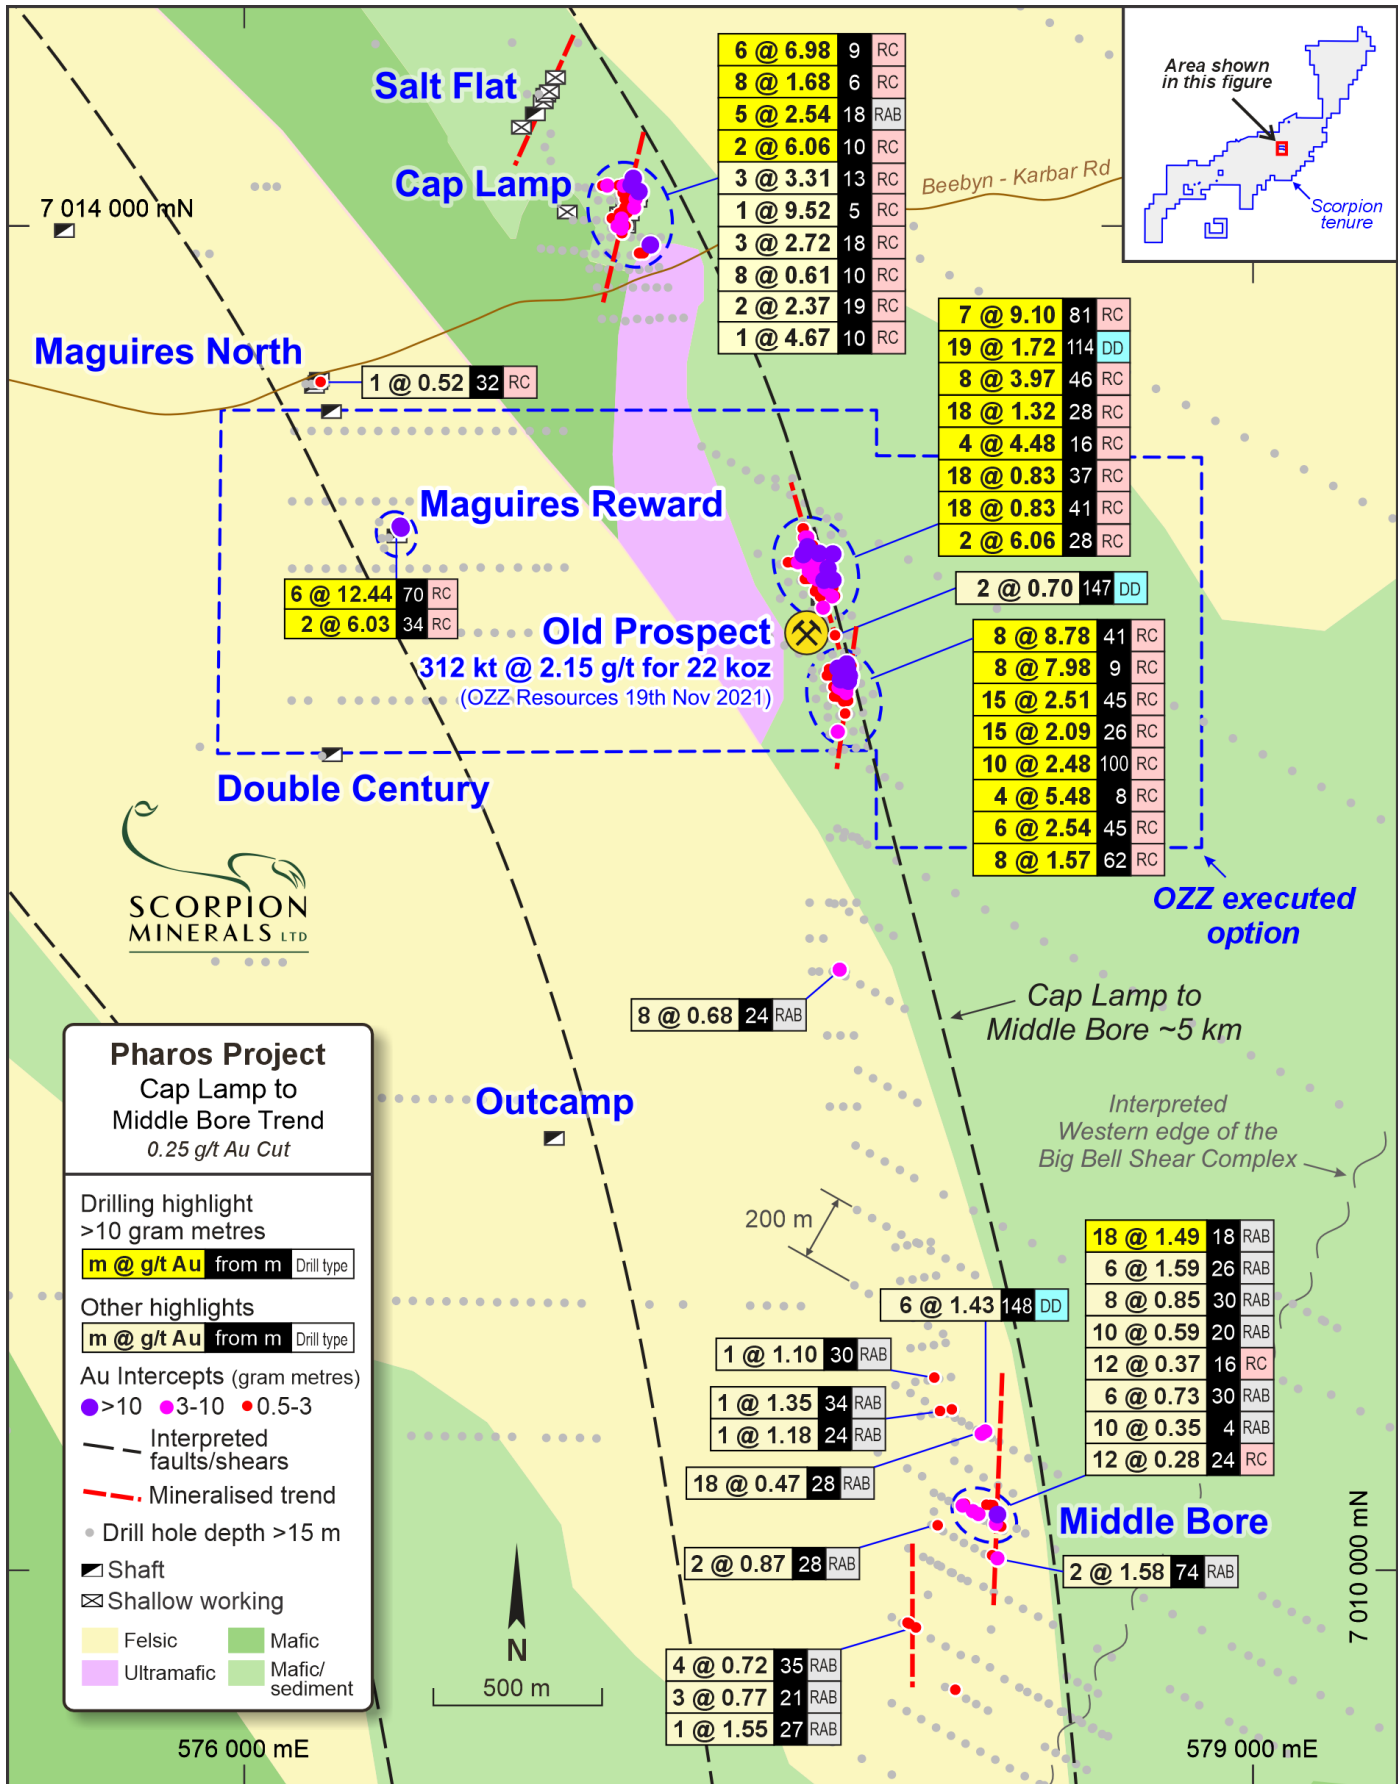 Salt Flat
Cap Lamp
7 014 000 mN
6 @ 6.98 9 RC
8 @ 1.68 6 RC
5 @ 2.54 18 RAB
2 @ 6.06 10 RC
3 @ 3.31 13 RC
1 @ 9.52 5 RC
3 @ 2.72 18 RC
8 @ 0.61 10 RC
2 @ 2.37 19 RC
1 @ 4.67 10 RC
Beebyn - Karbar Rd
Area shown
in this figure
Scorpion
tenure
Maguires North
1 @ 0.52 32 RC
7 @ 9.10 81 RC
19 @ 1.72 114 DD
8 @ 3.97 46 RC
18 @ 1.32 28 RC
4 @ 4.48 16 RC
18 @ 0.83 37 RC
18 @ 0.83 41 RC
2 @ 6.06 28 RC
Maguires Reward
6 @ 12.44 70 RC
2 @ 6.03 34 RC
2 @ 0.70 147 DD
Old Prospect
312 kt @ 2.15 g/t for 22 koz
(OZZ Resources 19th Nov 2021)
8 @ 8.78 41 RC
8 @ 7.98 9 RC
15 @ 2.51 45 RC
15 @ 2.09 26 RC
10 @ 2.48 100 RC
4 @ 5.48 8 RC
6 @ 2.54 45 RC
8 @ 1.57 62 RC
Double Century
SCORPION
MINERALS LTD
OZZ executed
option
8 @ 0.68 24 RAB
Cap Lamp to
Middle Bore ~5 km
Outcamp
Interpreted
Western edge of the
Big Bell Shear Complex
200 m
Pharos Project
Cap Lamp to
Middle Bore Trend
0.25 g/t Au Cut
Drilling highlight
>10 gram metres
m @ g/t Au from m Drill type
Other highlights
m @ g/t Au from m Drill type
Au Intercepts (gram metres)
>10 3-10 0.5-3
Interpreted
faults/shears
Mineralised trend
Drill hole depth >15 m
Shaft
Shallow working
Felsic Mafic
Ultramafic Mafic/
sediment
6 @ 1.43 148 DD
1 @ 1.10 30 RAB
1 @ 1.35 34 RAB
1 @ 1.18 24 RAB
18 @ 0.47 28 RAB
18 @ 1.49 18 RAB
6 @ 1.59 26 RAB
8 @ 0.85 30 RAB
10 @ 0.59 20 RAB
12 @ 0.37 16 RC
6 @ 0.73 30 RAB
10 @ 0.35 4 RAB
12 @ 0.28 24 RC
Middle Bore
2 @ 0.87 28 RAB
2 @ 1.58 74 RAB
7 010 000 mN
N
500 m
4 @ 0.72 35 RAB
3 @ 0.77 21 RAB
1 @ 1.55 27 RAB
576 000 mE
579 000 mE